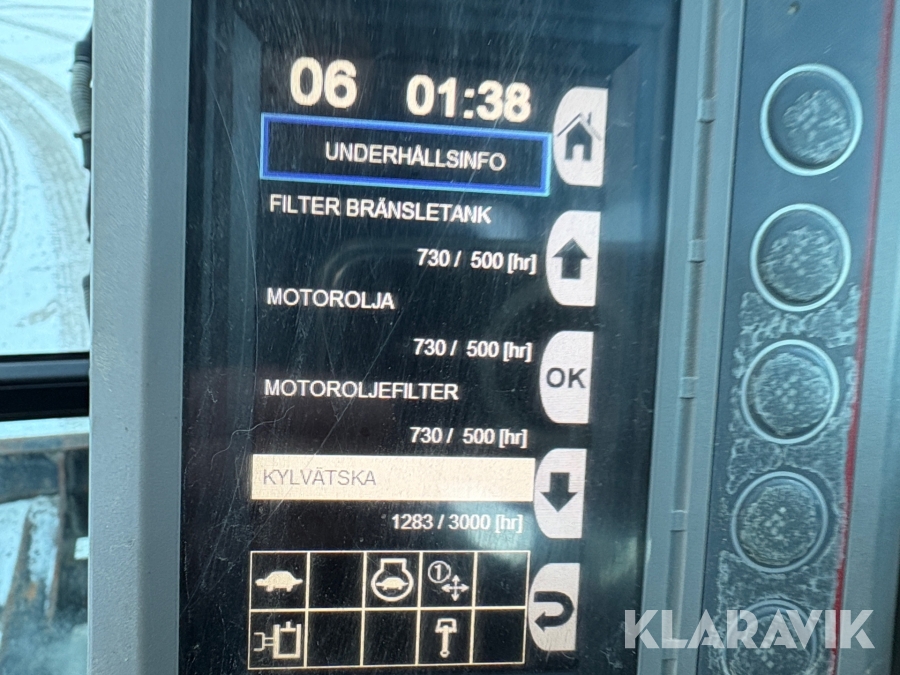 06 01:38
UNDERHÅLLSINFO
FILTER BRÄNSLETANK
730 / 500 [hr]
MOTOROLJA
730 / 500 [hr]
OK
MOTOROLJEFILTER
730 / 500 [hr]
KYLVÄTSKA
1283 / 3000 [hr]
1
KLARAVIK